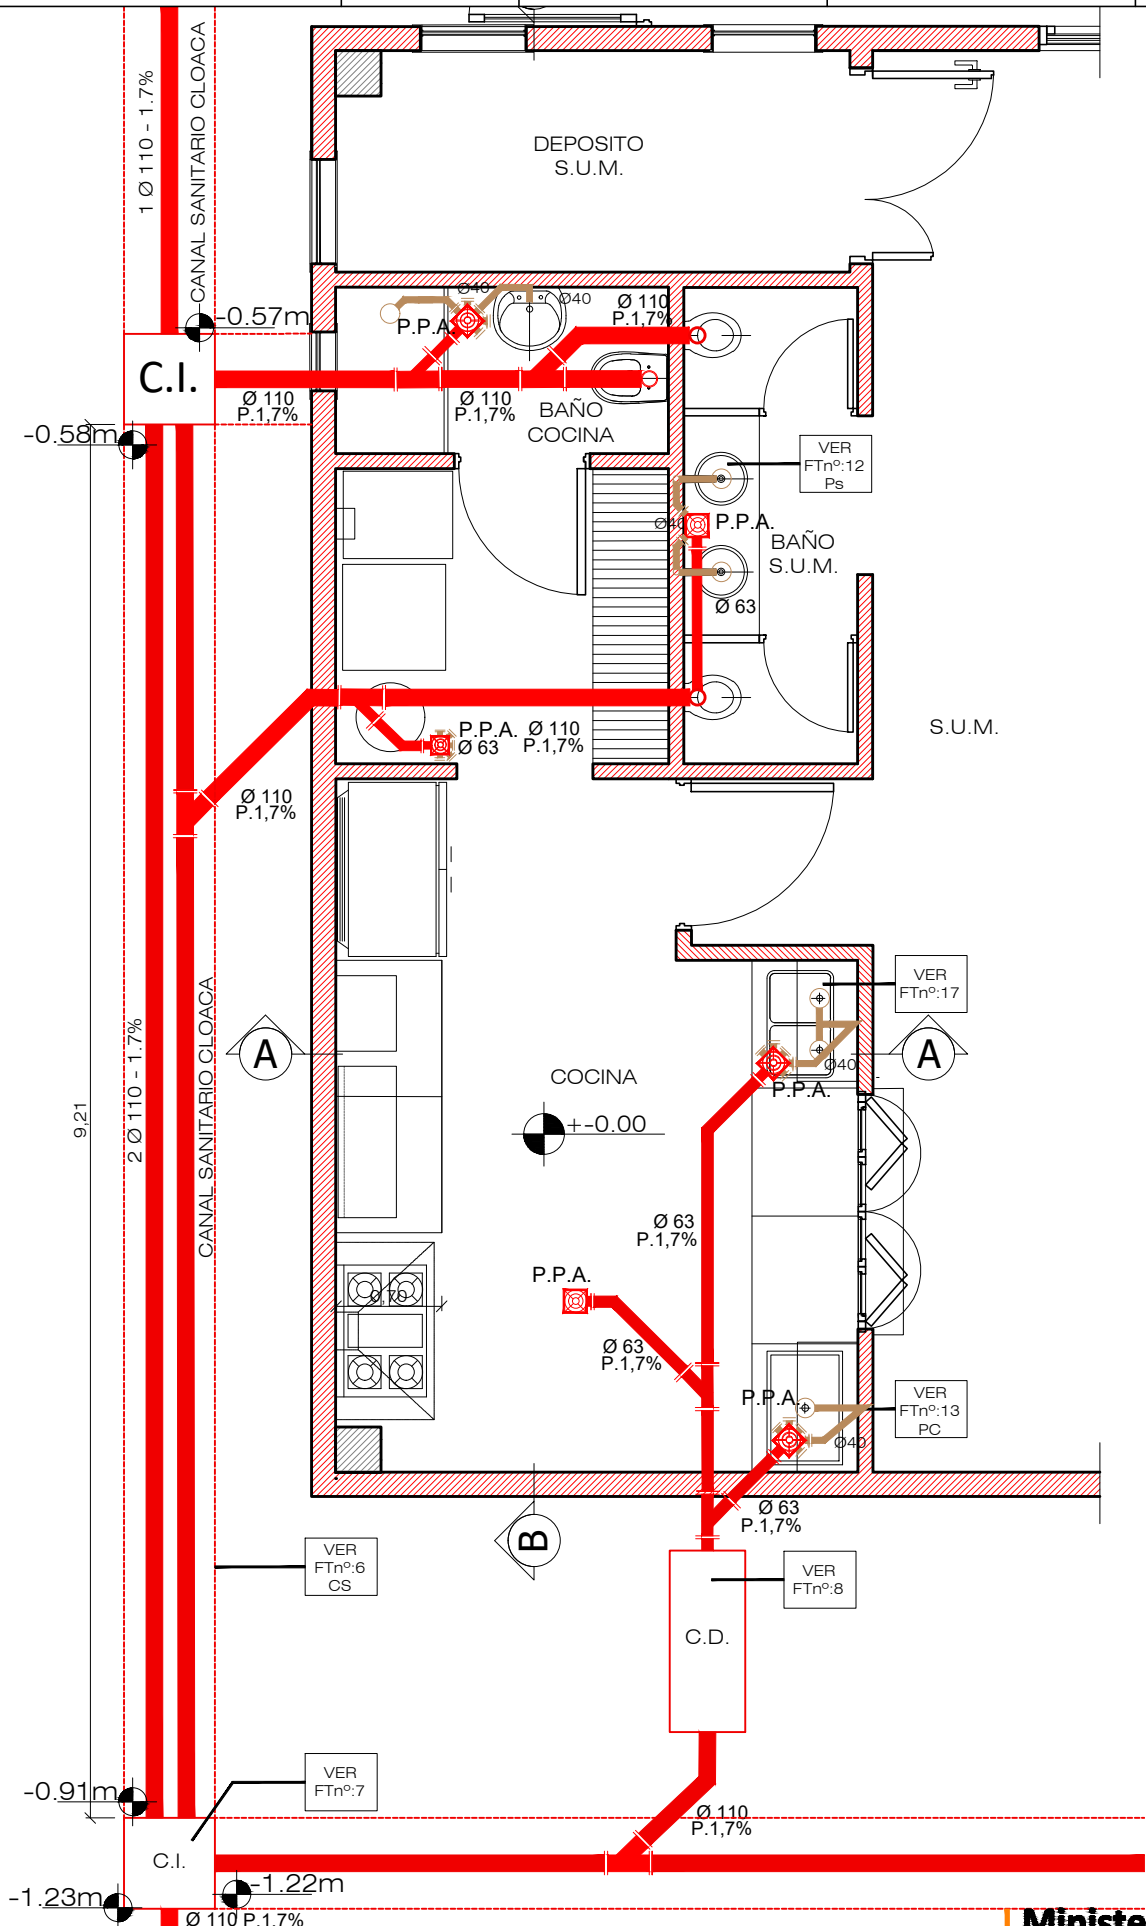 1 Ø 110 - 1.7%
CANAL SANITARIO CLOACA
DEPOSITO
S.U.M.
-0.57m
Ø40
Ø40
P.P.A.
Ø 110
P.1,7%
C.I.
Ø 110
P.1,7%
Ø 110
P.1,7%
BAÑO
COCINA
-0.58m
VER
FTnº:12
Ps
Ø40
P.P.A.
BAÑO
S.U.M.
Ø 63
P.P.A.
Ø 63
Ø 110
P.1,7%
S.U.M.
Ø 110
P.1,7%
VER
FTnº:17
2 Ø 110 - 1.7%
CANAL SANITARIO CLOACA
9,21
A
A
COCINA
Ø40
P.P.A.
+-0.00
Ø 63
P.1,7%
P.P.A.
0,70
Ø 63
P.1,7%
P.P.A.
VER
FTnº:13
PC
Ø40
Ø 63
P.1,7%
B
VER
FTnº:6
CS
VER
FTnº:8
C.D.
VER
FTnº:7
-0.91m
Ø 110
P.1,7%
C.I.
-1.22m
-1.23m
Ø 110 P.1,7%
Ministe